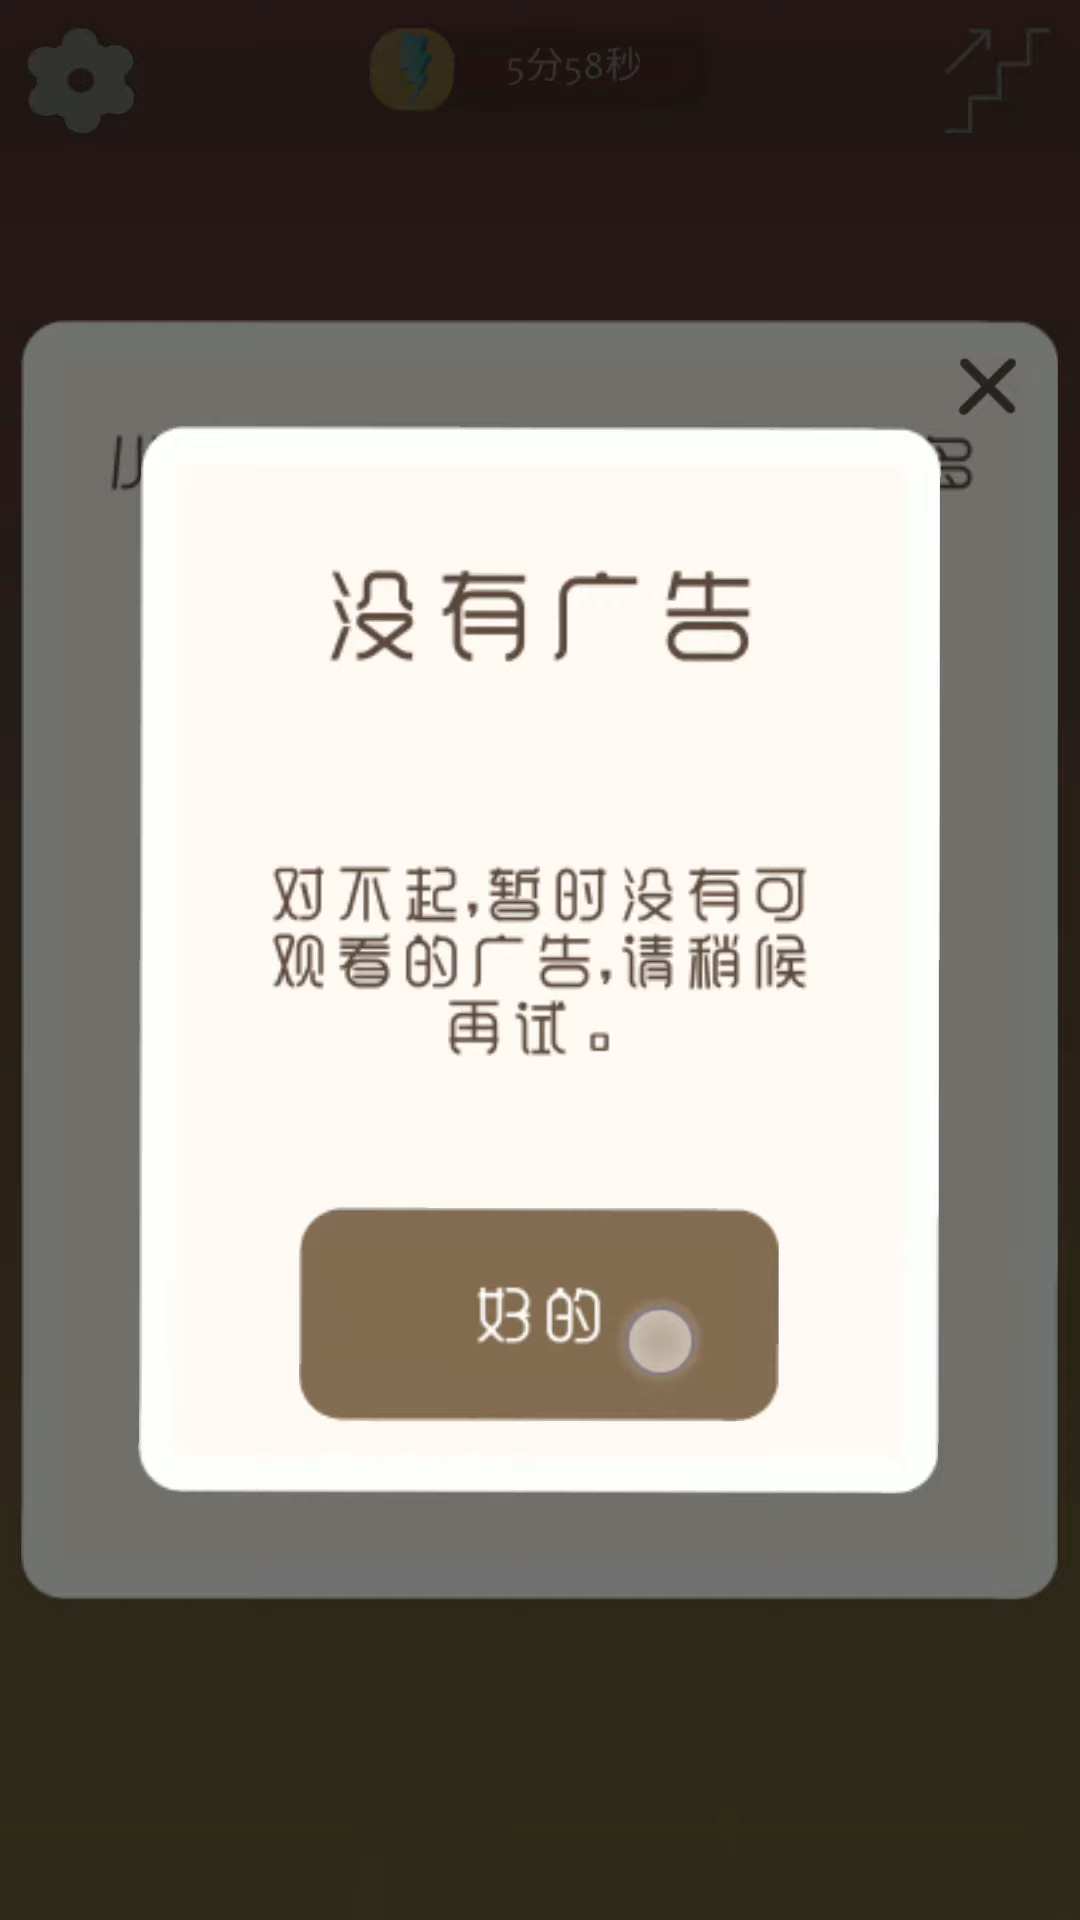 5分58秒
多
没有广告
对不起,暂时没有可
观看的广告,请稍候
再试。
好的